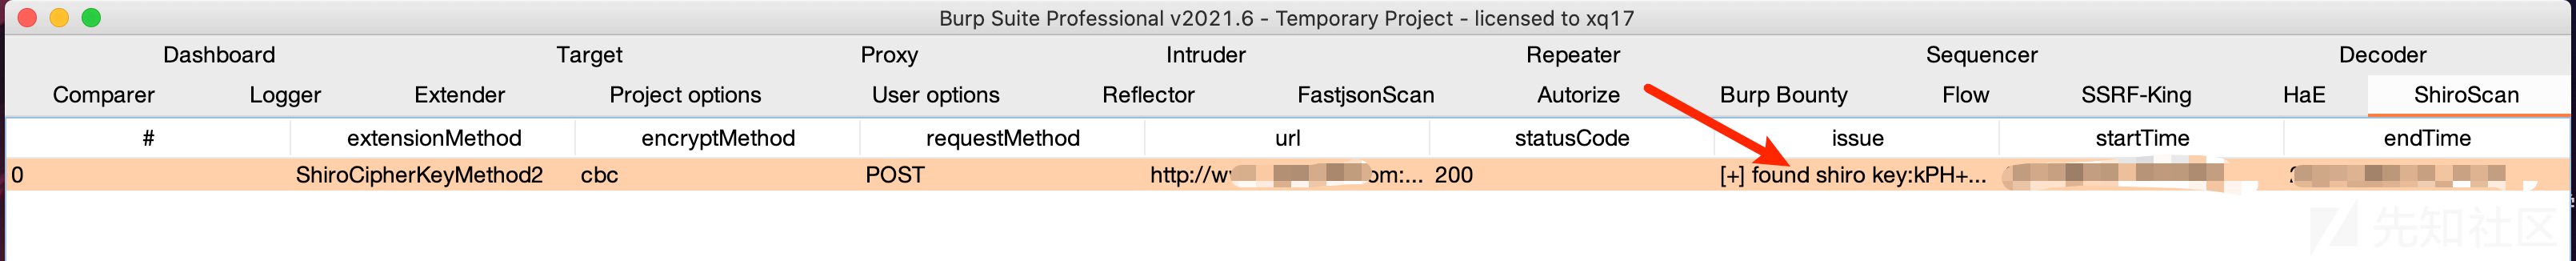 Burp Suite Professional v2021.6 - Temporary Project - licensed to xq17
Dashboard Target Proxy Intruder Repeater Sequencer Decoder
Comparer Logger Extender Project options User options Reflector FastjsonScan Autorize Burp Bounty Flow SSRF-King HaE ShiroScan
# extensionMethod encryptMethod requestMethod url statusCode issue startTime endTime
0 ShiroCipherKeyMethod2 cbc POST http://w om:... 200 [+] found shiro key:kPH+...
先知社区